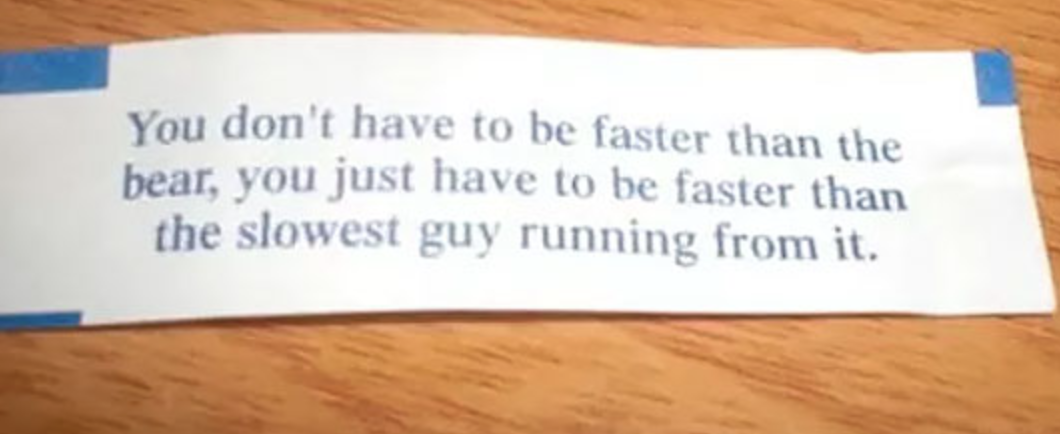 You don't have to be faster than the
bear, you just have to be faster than
the slowest guy running from it.